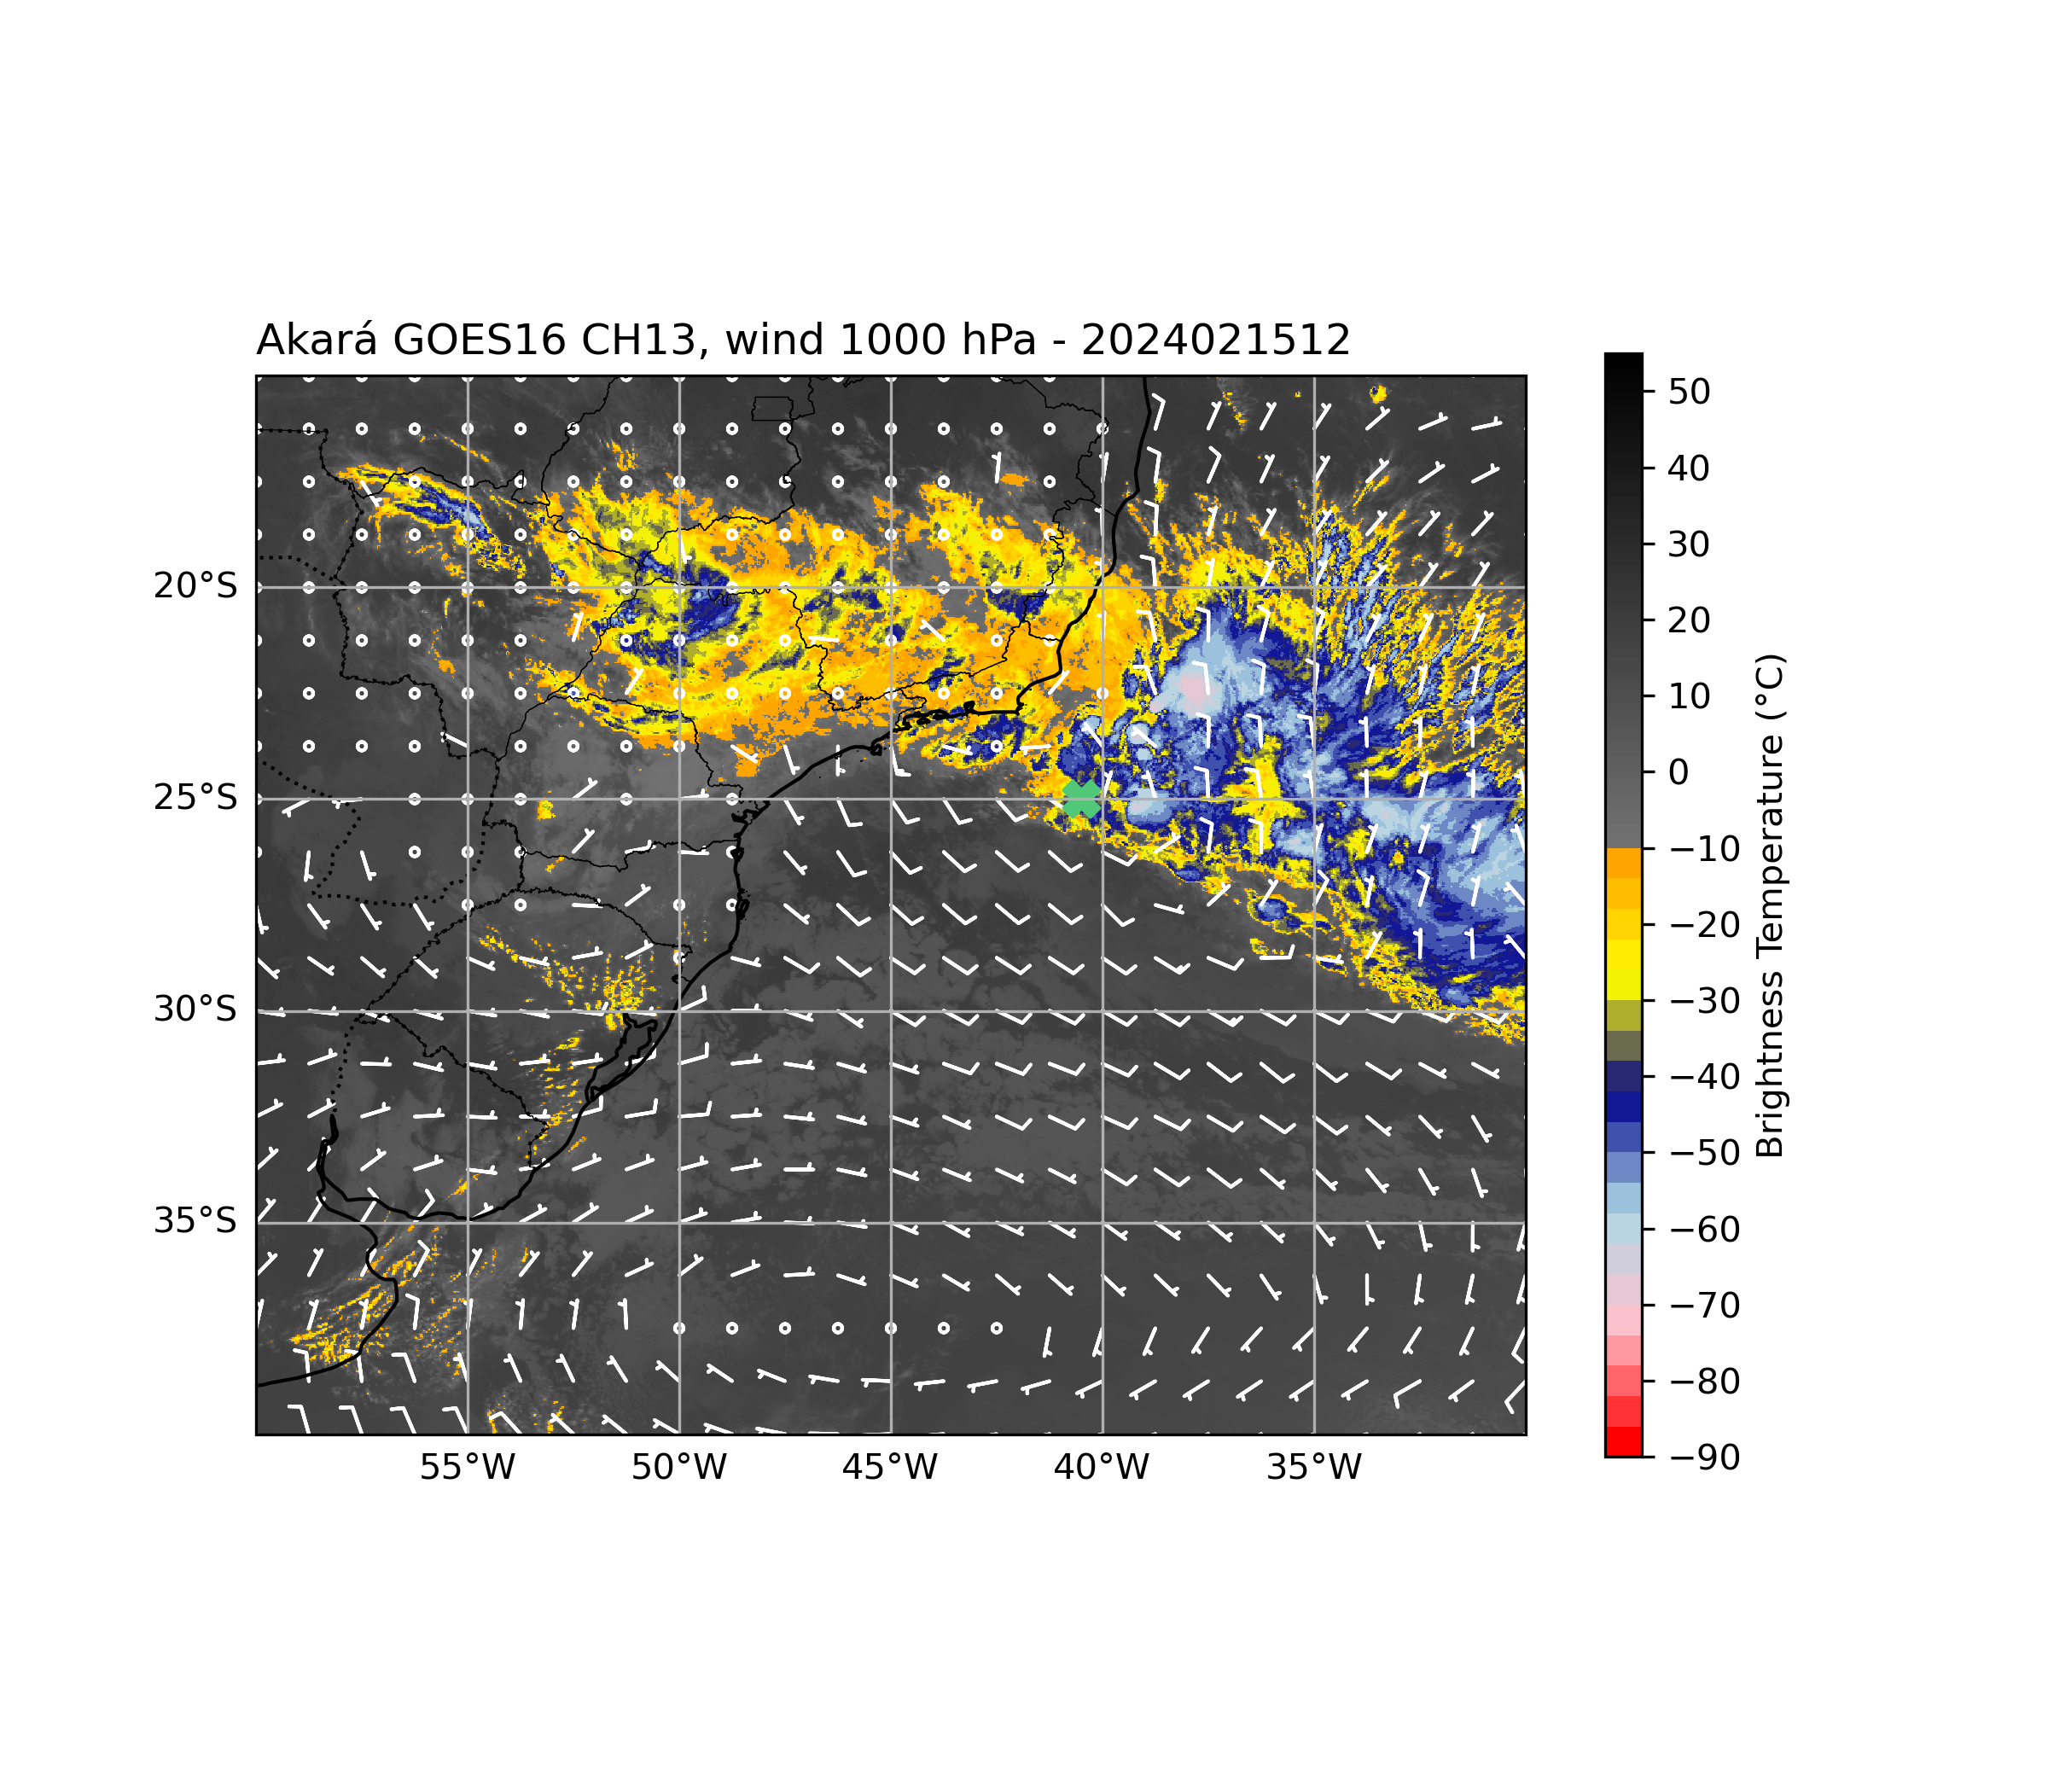 Akará GOES16 CH13, wind 1000 hPa - 2024021512
20°S
25°S
30°S
35°S
55°W
50°W
45°W
40°W
35°W
50
40
30
20
10
0
−10
−20
−30
−40
−50
−60
−70
−80
−90
Brightness Temperature (°C)